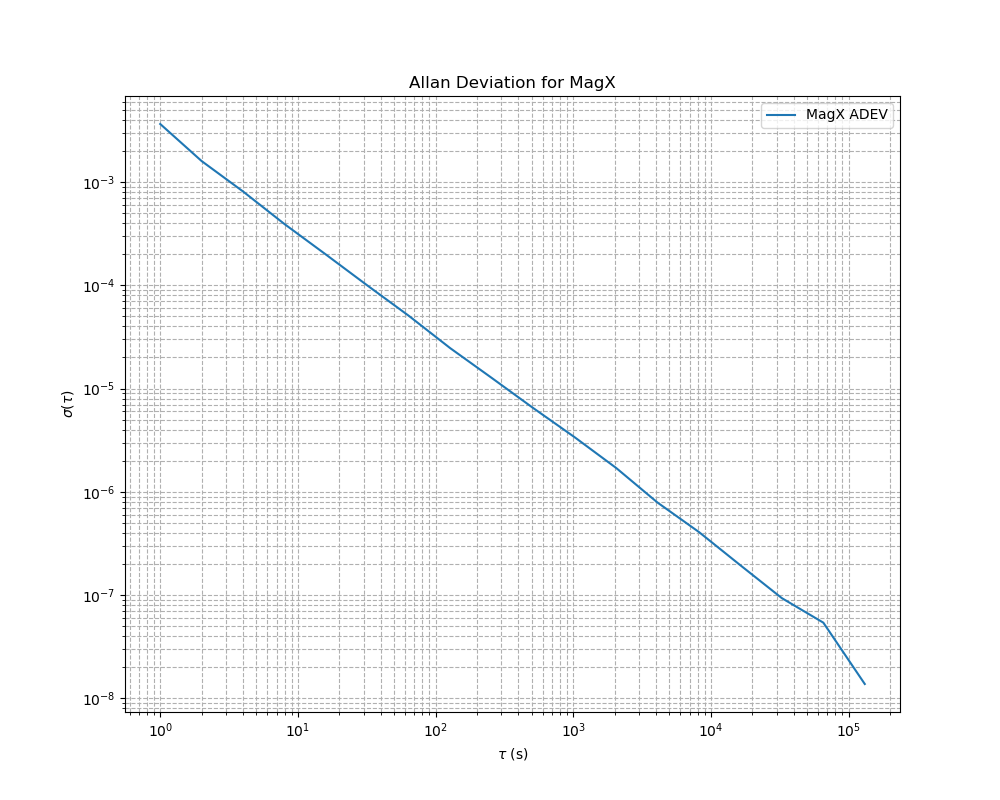 Allan Deviation for MagX
MagX ADEV
10⁻³
10⁻⁴
10⁻⁵
10⁻⁶
10⁻⁷
10⁻⁸
σ(τ)
10⁰ 10¹ 10² 10³ 10⁴ 10⁵
τ (s)